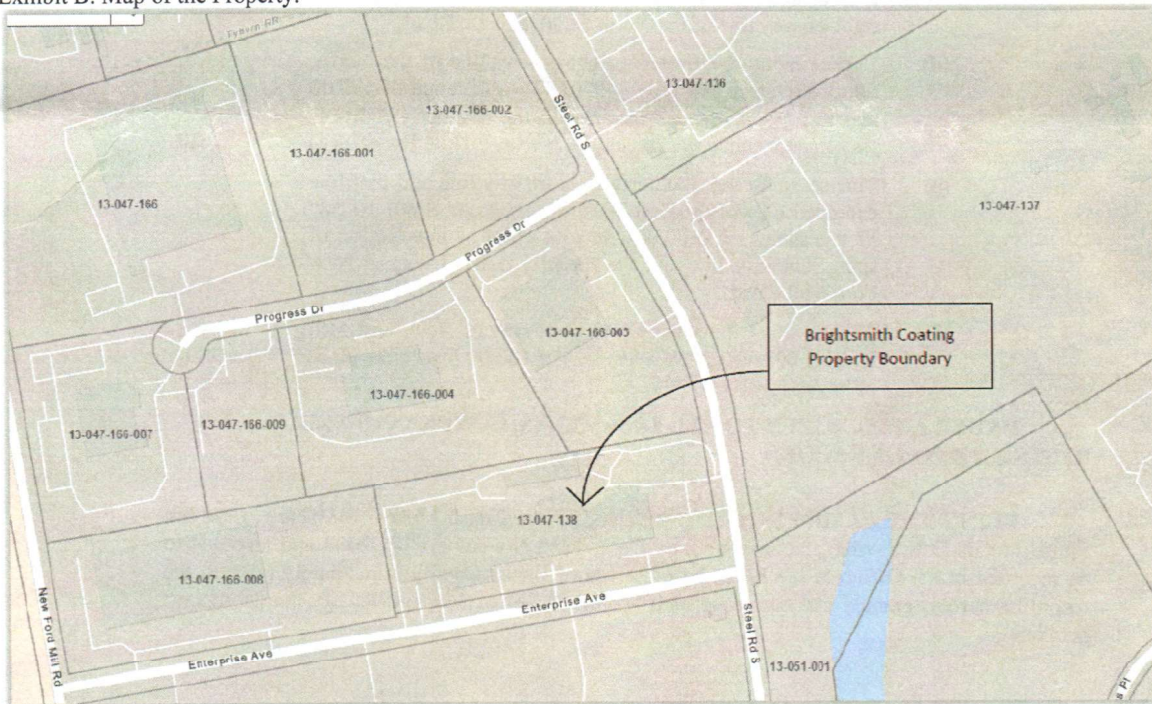 Exhibit B: Map of the Property.
Tyburn RR
Steel Rd S
13-047-136
13-047-166-002
13-047-166-001
13-047-166
13-047-137
Progress Dr
Progress Dr
13-047-166-003
Brightsmith Coating
Property Boundary
13-047-166-004
13-047-166-009
13-047-166-007
13-047-138
13-047-166-008
New Ford Mill Rd
Enterprise Ave
Enterprise Ave
Steel Rd S
13-051-001
s Pl